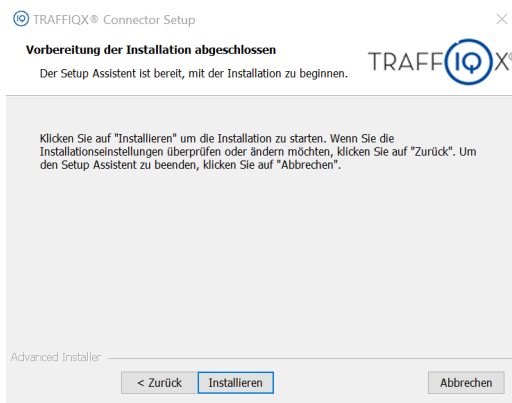 TRAFFIQX® Connector Setup
Vorbereitung der Installation abgeschlossen
Der Setup Assistent ist bereit, mit der Installation zu beginnen.
TRAFFIQX®
Klicken Sie auf "Installieren" um die Installation zu starten. Wenn Sie die
Installationseinstellungen überprüfen oder ändern möchten, klicken Sie auf "Zurück". Um
den Setup Assistent zu beenden, klicken Sie auf "Abbrechen".
Advanced Installer
< Zurück Installieren Abbrechen